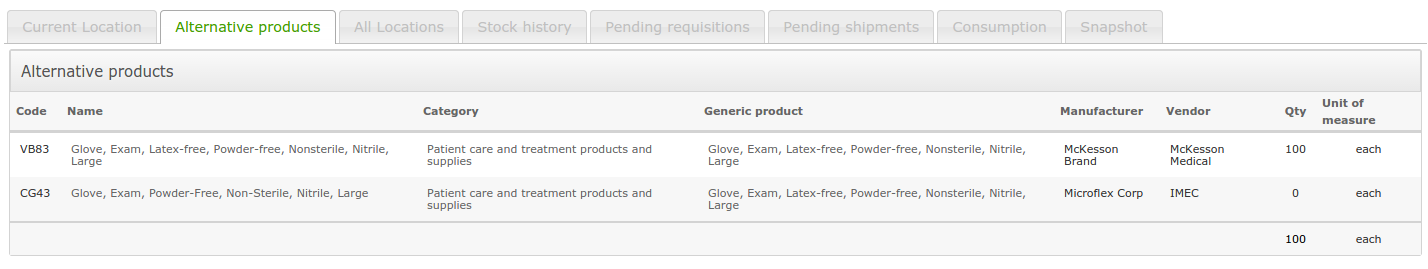 Current Location Alternative products All Locations Stock history Pending requisitions Pending shipments Consumption Snapshot
Alternative products
Code Name Category Generic product Manufacturer Vendor Qty Unit of measure
VB83 Glove, Exam, Latex-free, Powder-free, Nonsterile, Nitrile, Large Patient care and treatment products and supplies Glove, Exam, Latex-free, Powder-free, Nonsterile, Nitrile, Large McKesson Brand McKesson Medical 100 each
CG43 Glove, Exam, Powder-Free, Non-Sterile, Nitrile, Large Patient care and treatment products and supplies Glove, Exam, Latex-free, Powder-free, Nonsterile, Nitrile, Large Microflex Corp IMEC 0 each
100 each